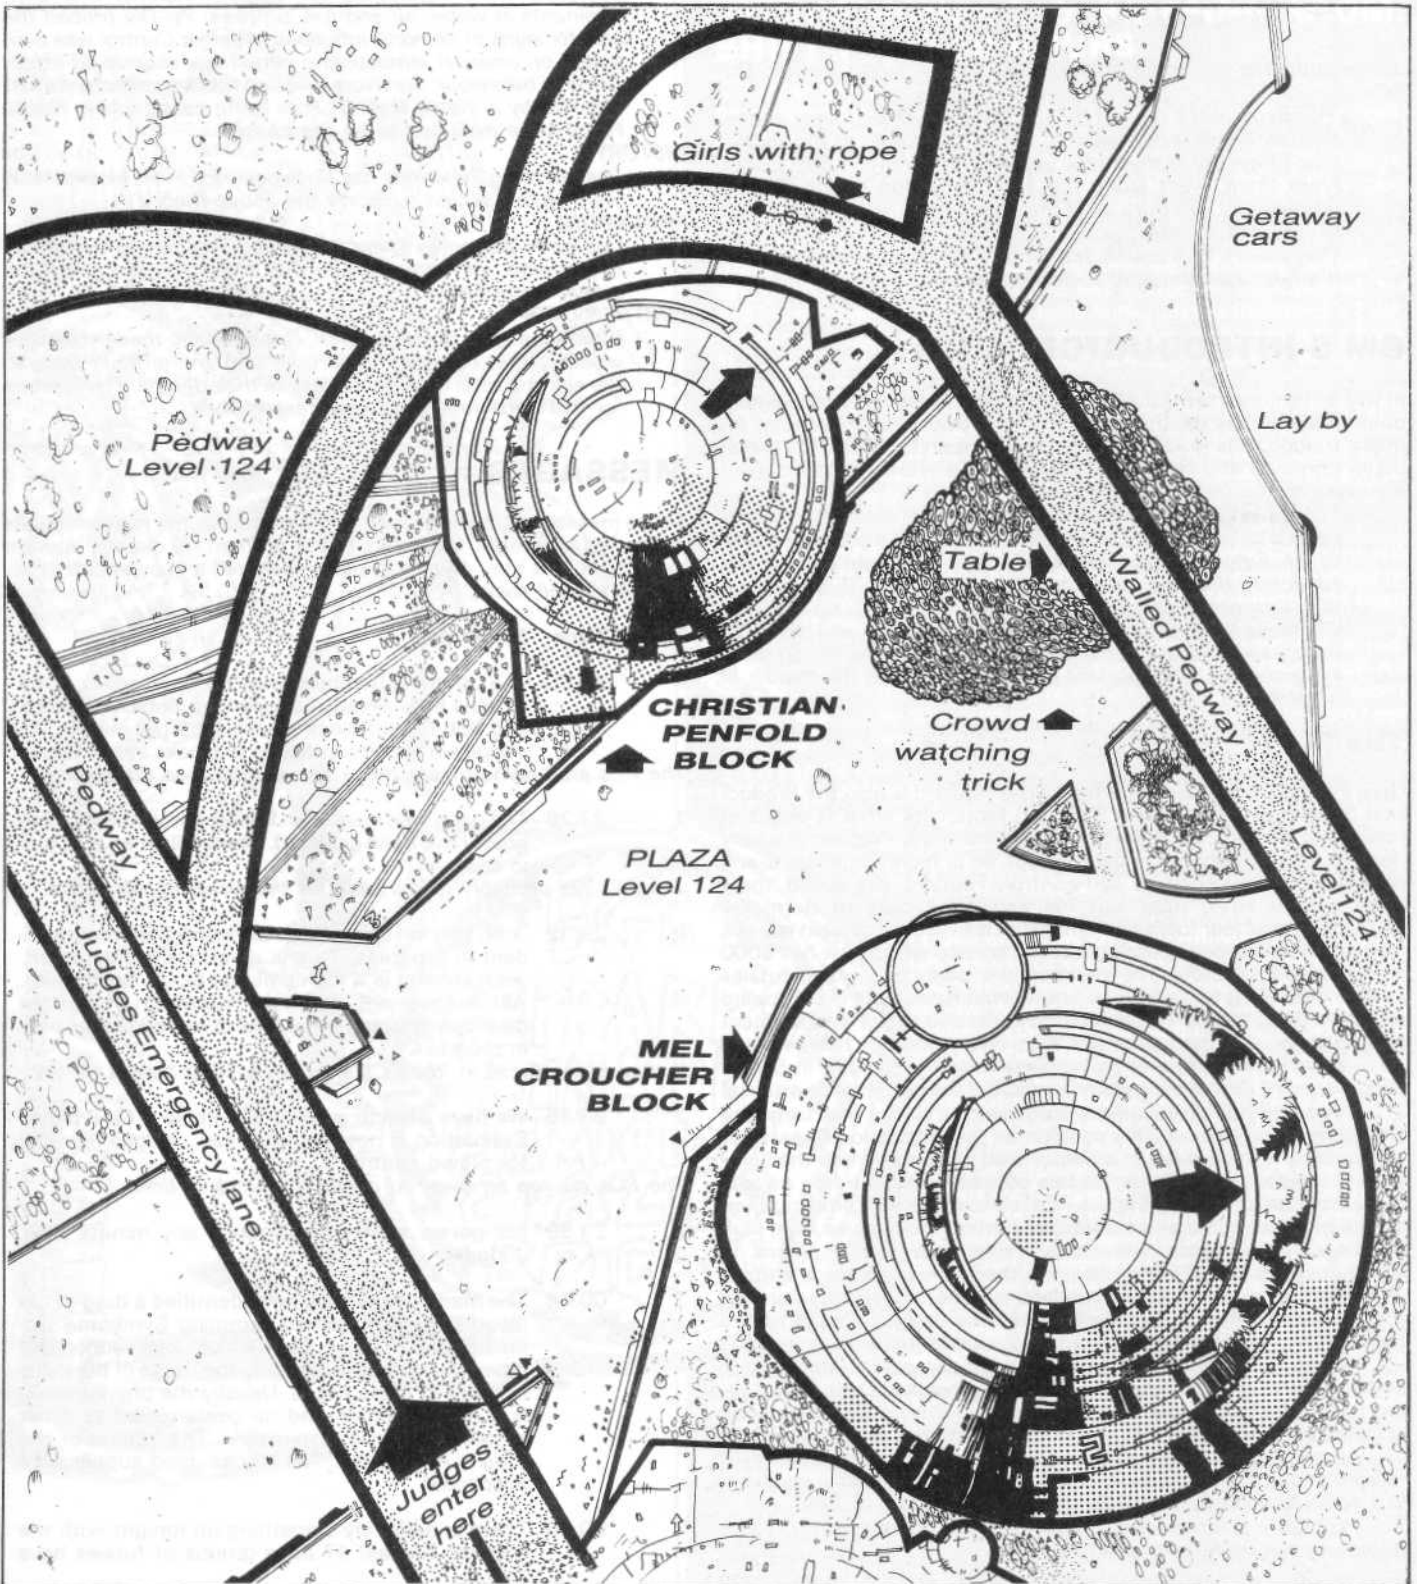 Girls with rope
Getaway
cars
Pedway
Level 124
Lay by
Table
Walled Pedway
CHRISTIAN
PENFOLD
BLOCK
Crowd
watching
trick
Pedway
Judges Emergency lane
PLAZA
Level 124
Level 124
MEL
CROUCHER
BLOCK
Judges
enter
here